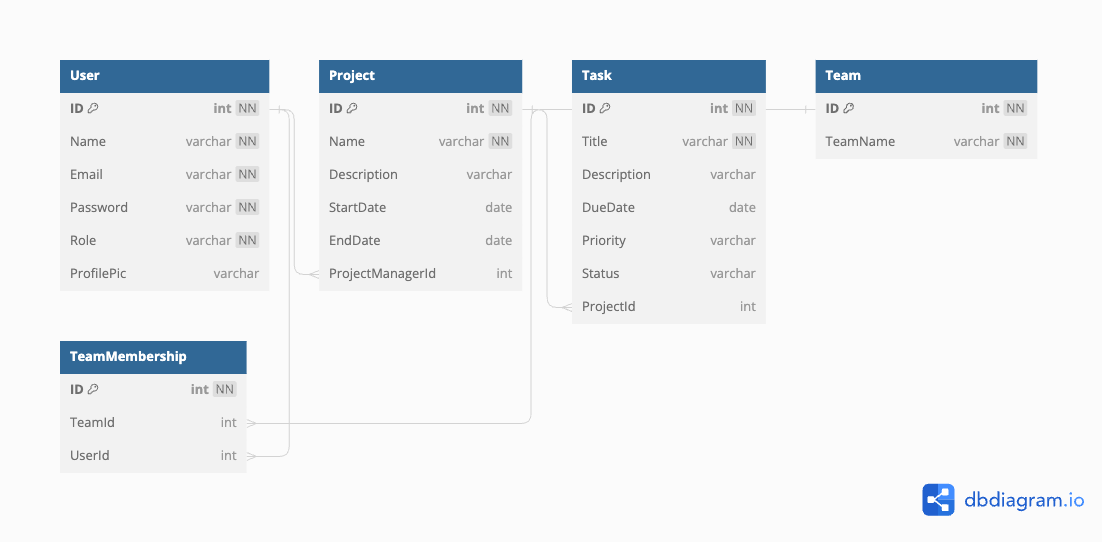 User
ID int NN
Name varchar NN
Email varchar NN
Password varchar NN
Role varchar NN
ProfilePic varchar
Project
ID int NN
Name varchar NN
Description varchar
StartDate date
EndDate date
ProjectManagerId int
Task
ID int NN
Title varchar NN
Description varchar
DueDate date
Priority varchar
Status varchar
ProjectId int
Team
ID int NN
TeamName varchar NN
TeamMembership
ID int NN
TeamId int
UserId int
dbdiagram.io